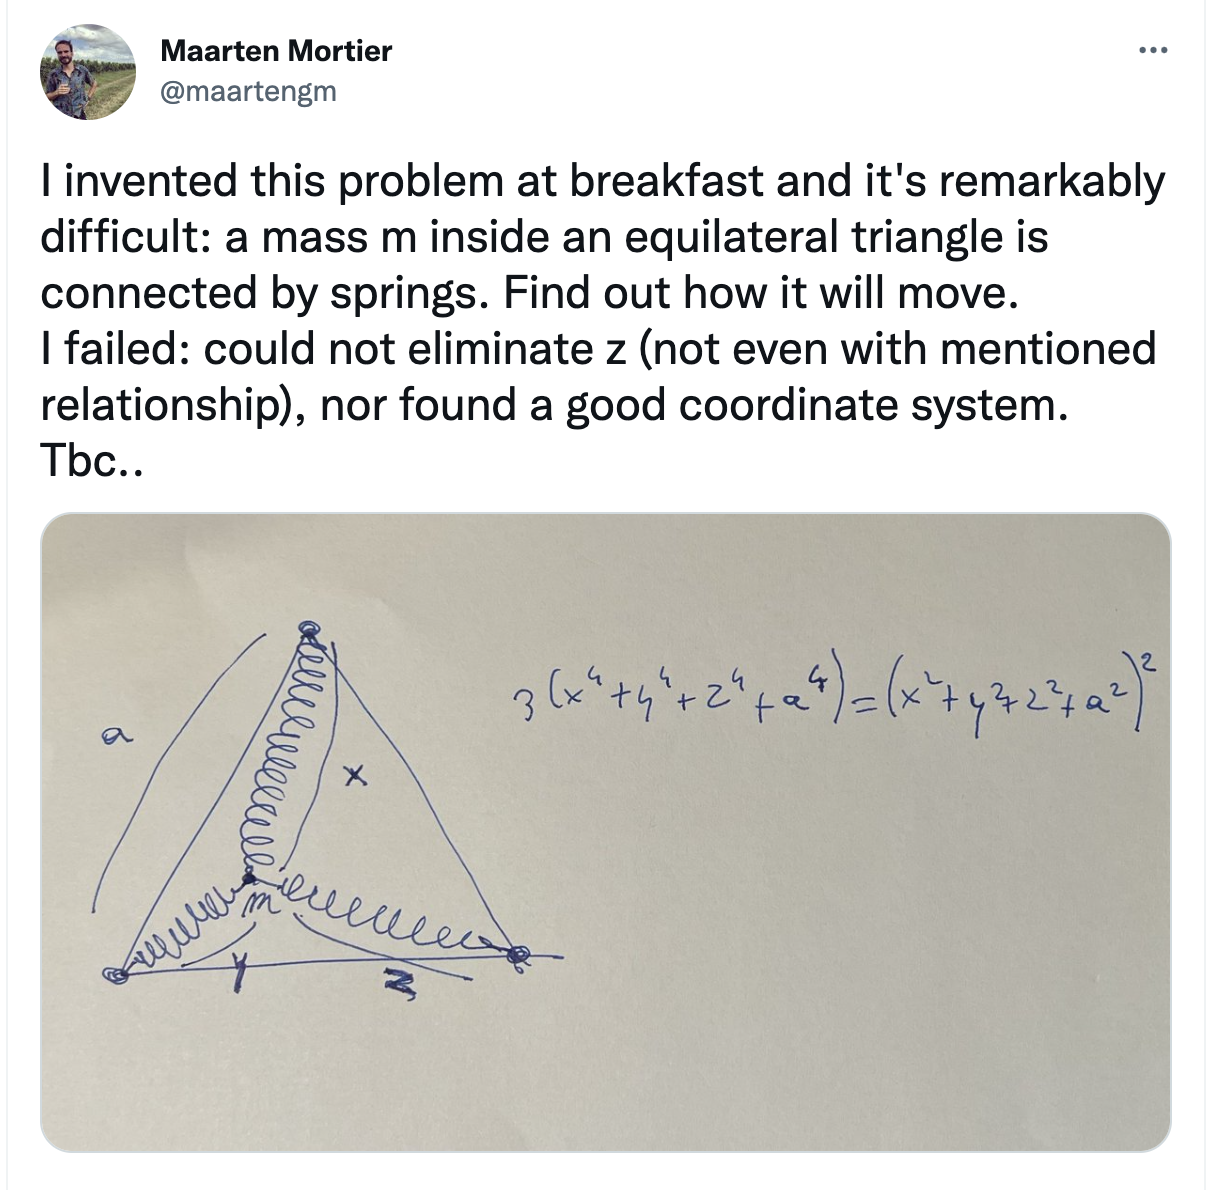 Maarten Mortier
@maartengm
I invented this problem at breakfast and it's remarkably
difficult: a mass m inside an equilateral triangle is
connected by springs. Find out how it will move.
I failed: could not eliminate z (not even with mentioned
relationship), nor found a good coordinate system.
Tbc..
3(x⁴+y⁴+z⁴+a⁴)=(x²+y²+z²+a²)²
a
x
m
y
z